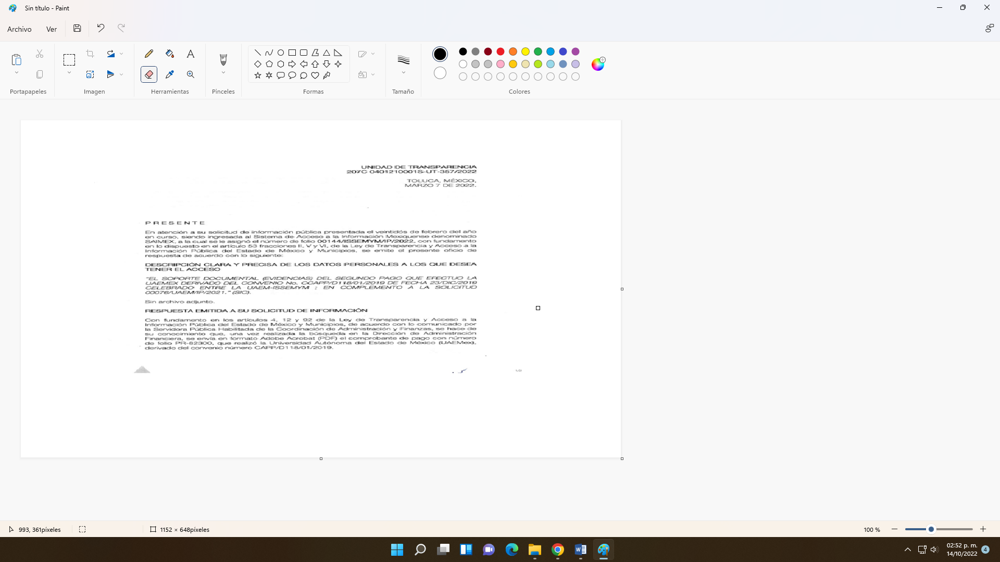 Sin título - Paint
Archivo
Ver
Portapapeles
Imagen
Herramientas
Pinceles
Formas
Tamaño
Colores
UNIDAD DE TRANSPARENCIA
207C 0401210001S-UT-357/2022
TOLUCA, MÉXICO,
MARZO 7 DE 2022.
P R E S E N T E
En atención a su solicitud de información pública presentada el veintidós de febrero del año
en curso, siendo ingresada al Sistema de Acceso a la Información Mexiquense denominado
SAIMEX, a la cual se le asignó el número de folio 00144/ISSEMYM/IP/2022, con fundamento
en lo dispuesto en el artículo 53 fracciones II, V y VI, de la Ley de Transparencia y Acceso a la
Información Pública del Estado de México y Municipios, se emite el presente oficio de
respuesta de acuerdo con lo siguiente:
DESCRIPCIÓN CLARA Y PRECISA DE LOS DATOS PERSONALES A LOS QUE DESEA
TENER EL ACCESO
"EL SOPORTE DOCUMENTAL (EVIDENCIAS) DEL SEGUNDO PAGO QUE EFECTUO LA
UAEMEX DERIVADO DEL CONVENIO No. CCAPP/D118/01/2019 DE FECHA 23/DIC/2019
CELEBRADO ENTRE LA UAEM-ISSEMYM ; EN COMPLEMENTO A LA SOLICITUD
00076/UAEM/IP/2021." (SIC).
Sin archivo adjunto.
RESPUESTA EMITIDA A SU SOLICITUD DE INFORMACIÓN
Con fundamento en los artículos 4, 12 y 92 de la Ley de Transparencia y Acceso a la
Información Pública del Estado de México y Municipios, de acuerdo con lo comunicado por
la Servidora Pública Habilitada de la Coordinación de Administración y Finanzas, se hace de
su conocimiento que, una vez realizada la búsqueda en la Dirección de Administración
Financiera, se envía en formato Adobe Acrobat (PDF) el comprobante de pago con número
de folio PR-82300, que realizó la Universidad Autónoma del Estado de México (UAEMex),
derivado del convenio número CAPP/D118/01/2019.
1/2
993, 361píxeles
1152 × 648píxeles
100 %
02:52 p. m.
14/10/2022
4